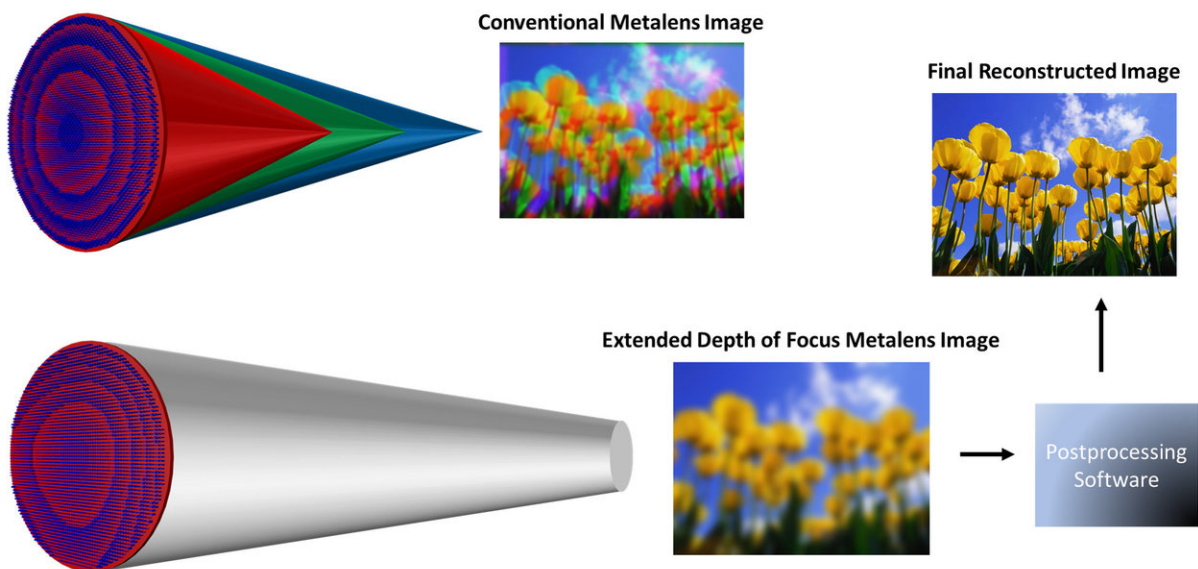 Conventional Metalens Image
Final Reconstructed Image
Extended Depth of Focus Metalens Image
Postprocessing
Software